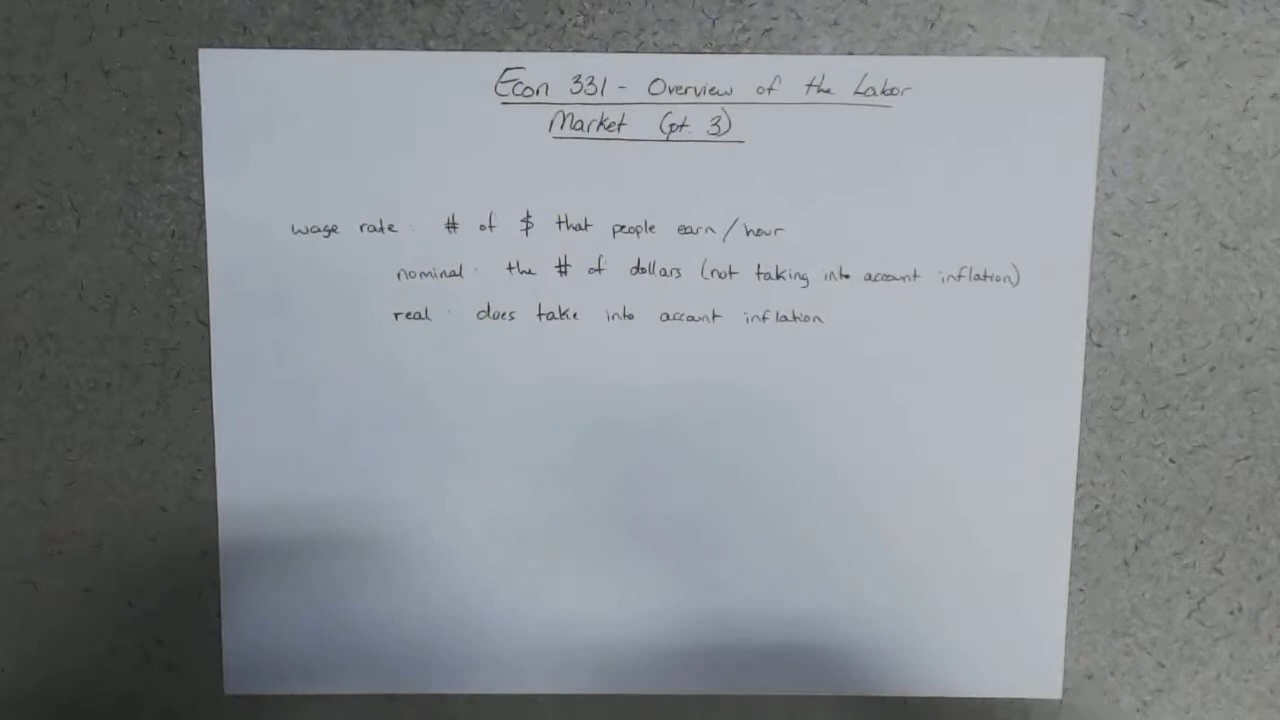 Econ 331 - Overview of the Labor
Market (pt. 3)
wage rate: # of $ that people earn/hour
nominal: the # of dollars (not taking into account inflation)
real: does take into account inflation